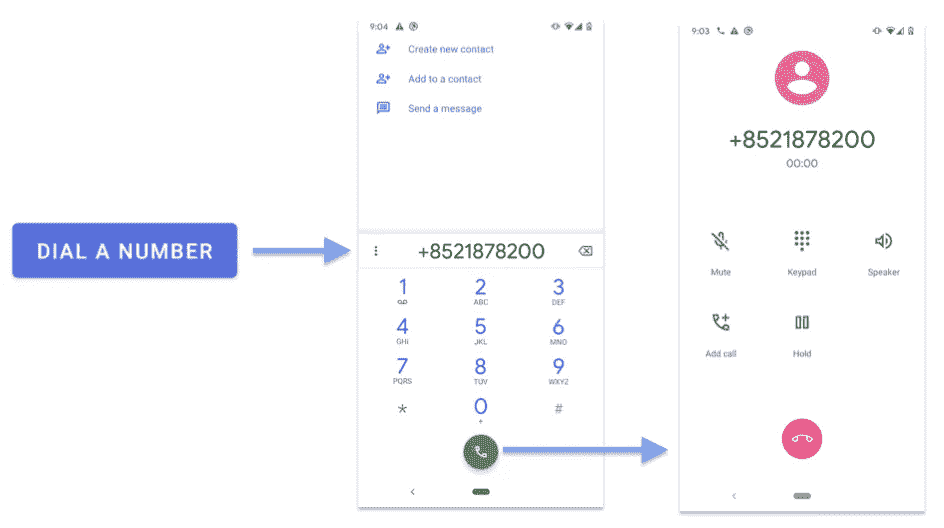 DIAL A NUMBER
9:04
Create new contact
Add to a contact
Send a message
+8521878200
1 2 3
ABC DEF
4 5 6
GHI JKL MNO
7 8 9
PQRS TUV WXYZ
* 0 #
+
9:03
+8521878200
00:00
Mute Keypad Speaker
Add call Hold